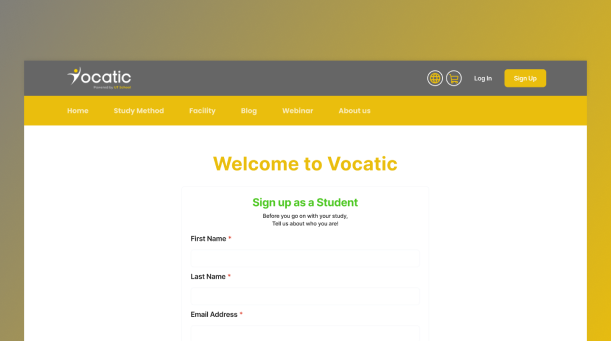 Vocatic
Powered by UT School
Log In
Sign Up
Home Study Method Facility Blog Webinar About us
Welcome to Vocatic
Sign up as a Student
Before you go on with your study,
Tell us about who you are!
First Name *
Last Name *
Email Address *